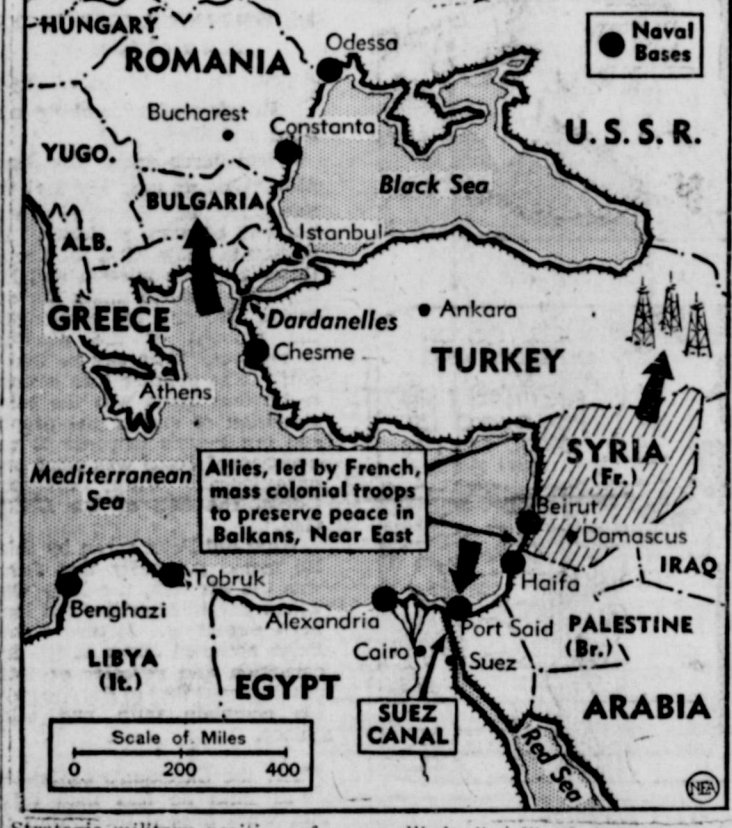 HUNGARY
ROMANIA
Odessa
Naval
Bases
Bucharest
Constanta
U. S. S. R.
YUGO.
Black Sea
BULGARIA
ALB.
Istanbul
GREECE
Dardanelles
Ankara
Chesme
TURKEY
Athens
SYRIA
(Fr.)
Mediterranean
Sea
Allies, led by French,
mass colonial troops
to preserve peace in
Balkans, Near East
Beirut
Damascus
IRAQ
Haifa
Tobruk
Benghazi
Alexandria
Port Said
PALESTINE
(Br.)
Cairo
Suez
LIBYA
(It.)
EGYPT
SUEZ
CANAL
ARABIA
Red Sea
Scale of Miles
0 200 400
NEA